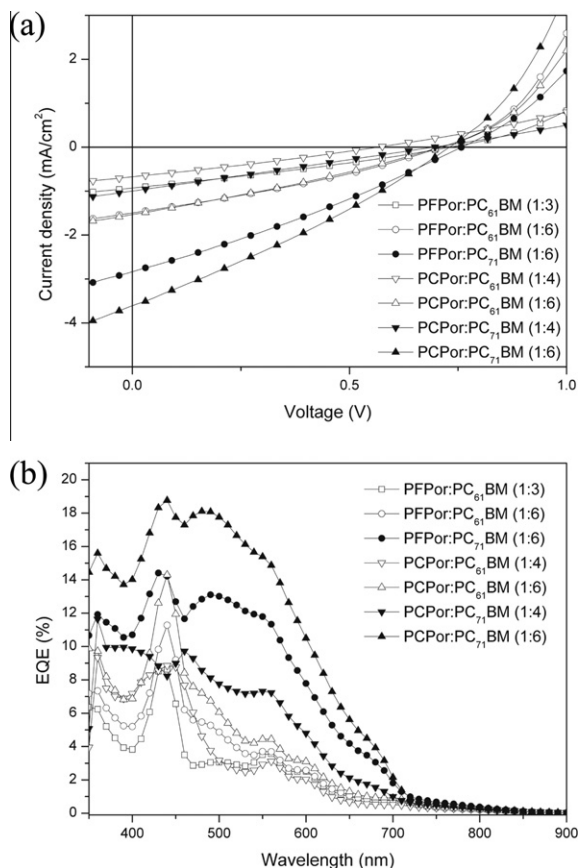 (a)
2
0
-2
-4
Current density (mA/cm²)
PFPor:PC₆₁BM (1:3)
PFPor:PC₆₁BM (1:6)
PFPor:PC₇₁BM (1:6)
PCPor:PC₆₁BM (1:4)
PCPor:PC₆₁BM (1:6)
PCPor:PC₇₁BM (1:4)
PCPor:PC₇₁BM (1:6)
0.0 0.5 1.0
Voltage (V)
(b)
20
18
16
14
12
10
8
6
4
2
0
EQE (%)
PFPor:PC₆₁BM (1:3)
PFPor:PC₆₁BM (1:6)
PFPor:PC₇₁BM (1:6)
PCPor:PC₆₁BM (1:4)
PCPor:PC₆₁BM (1:6)
PCPor:PC₇₁BM (1:4)
PCPor:PC₇₁BM (1:6)
400 500 600 700 800 900
Wavelength (nm)